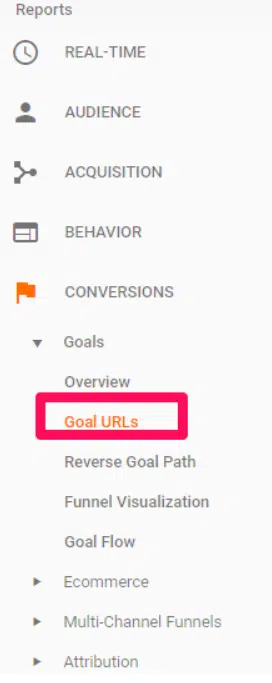 Reports
REAL-TIME
AUDIENCE
ACQUISITION
BEHAVIOR
CONVERSIONS
Goals
Overview
Goal URLs
Reverse Goal Path
Funnel Visualization
Goal Flow
Ecommerce
Multi-Channel Funnels
Attribution